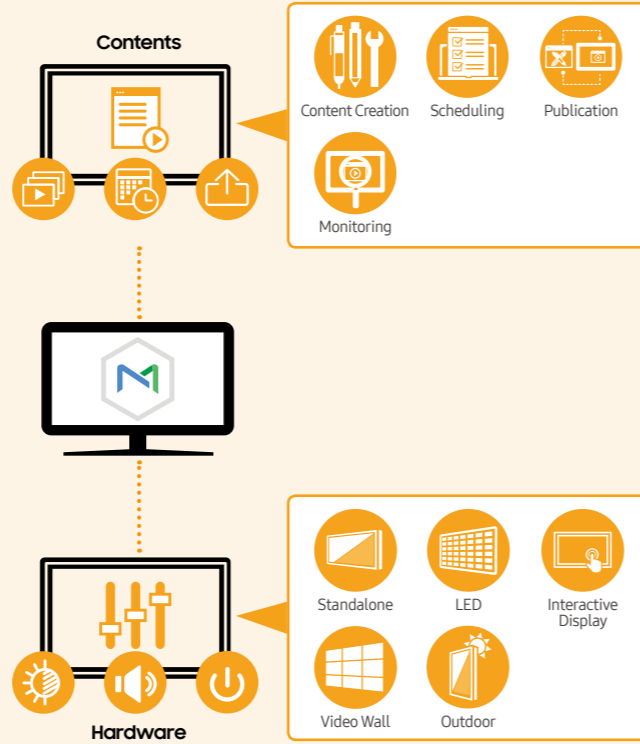 Contents
Content Creation
Scheduling
Publication
Monitoring
Standalone
LED
Interactive
Display
Video Wall
Outdoor
Hardware